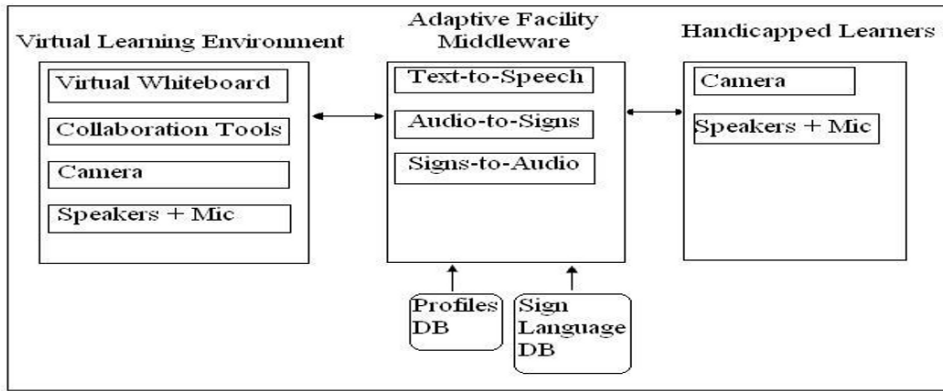 Virtual Learning Environment
Virtual Whiteboard
Collaboration Tools
Camera
Speakers + Mic
Adaptive Facility
Middleware
Text-to-Speech
Audio-to-Signs
Signs-to-Audio
Handicapped Learners
Camera
Speakers + Mic
Profiles
DB
Sign
Language
DB